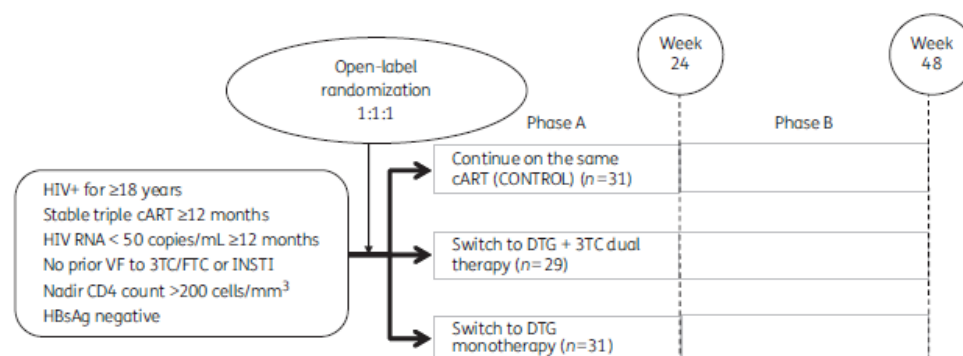 Open-label
randomization
1:1:1
Week
24
Week
48
Phase A
Phase B
HIV+ for ≥18 years
Stable triple cART ≥12 months
HIV RNA < 50 copies/mL ≥12 months
No prior VF to 3TC/FTC or INSTI
Nadir CD4 count >200 cells/mm³
HBsAg negative
Continue on the same
cART (CONTROL) (n=31)
Switch to DTG + 3TC dual
therapy (n=29)
Switch to DTG
monotherapy (n=31)